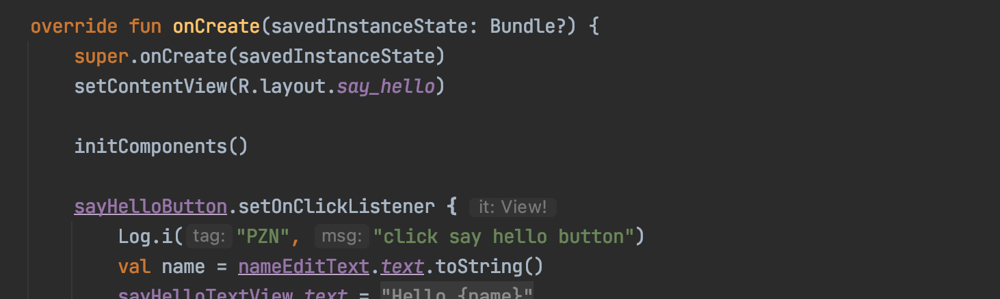 override fun onCreate(savedInstanceState: Bundle?) {
super.onCreate(savedInstanceState)
setContentView(R.layout.say_hello)
initComponents()
sayHelloButton.setOnClickListener { it: View!
Log.i( tag: "PZN", msg: "click say hello button")
val name = nameEditText.text.toString()
sayHelloTextView.text = "Hello {name}"